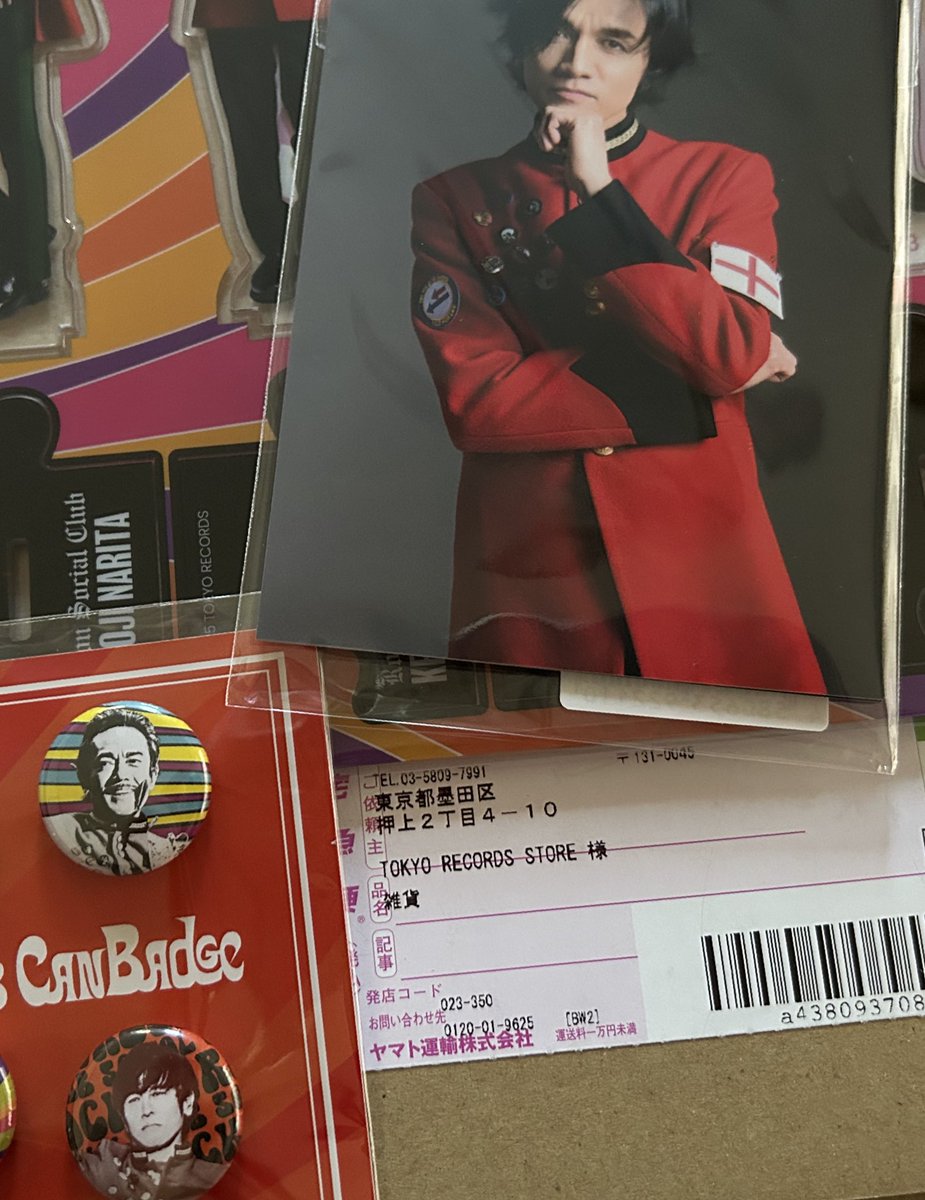 Social Club
OJI NARITA
TOKYO RECORDS
CANBADGE
〒131-0045
TEL.03-5809-7991
東京都墨田区
押上2丁目4-10
依頼主
TOKYO RECORDS STORE 様
品名
雑貨
記事
発店コード
023-350
お問い合わせ先
0120-01-9625
[BW2]
運送料一万円未満
ヤマト運輸株式会社
a438093708